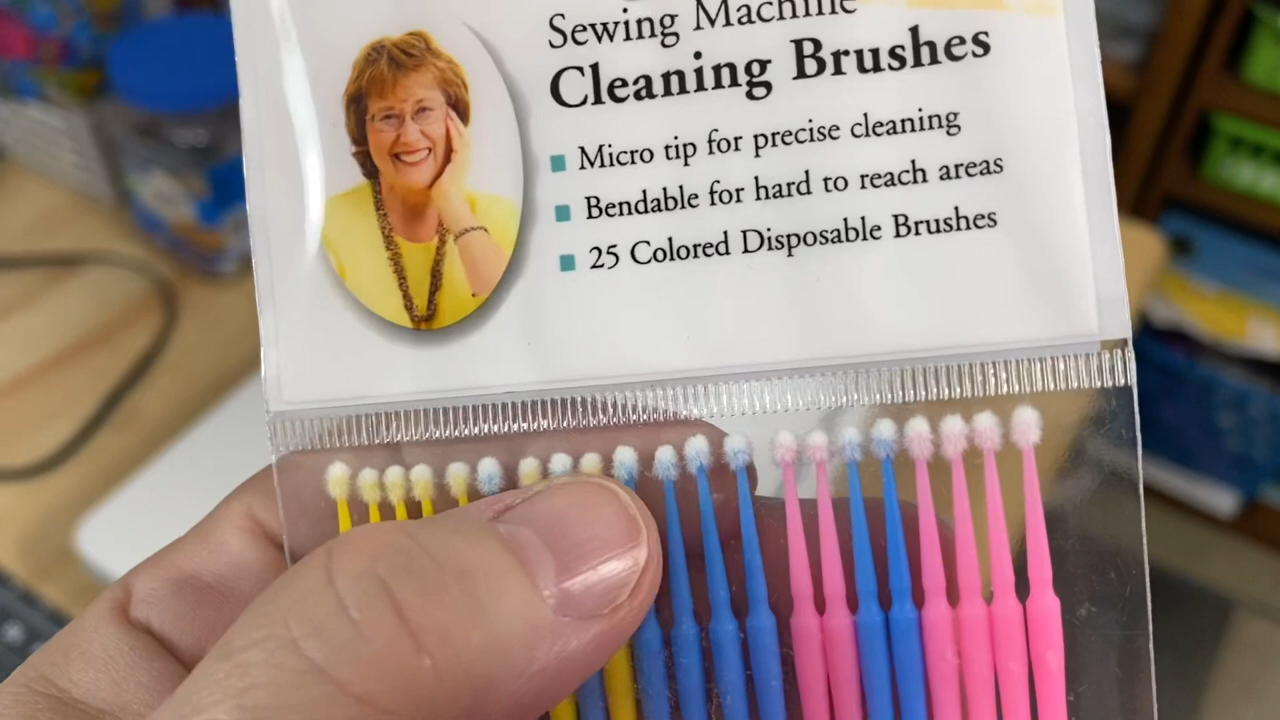 Sewing Machine
Cleaning Brushes
Micro tip for precise cleaning
Bendable for hard to reach areas
25 Colored Disposable Brushes